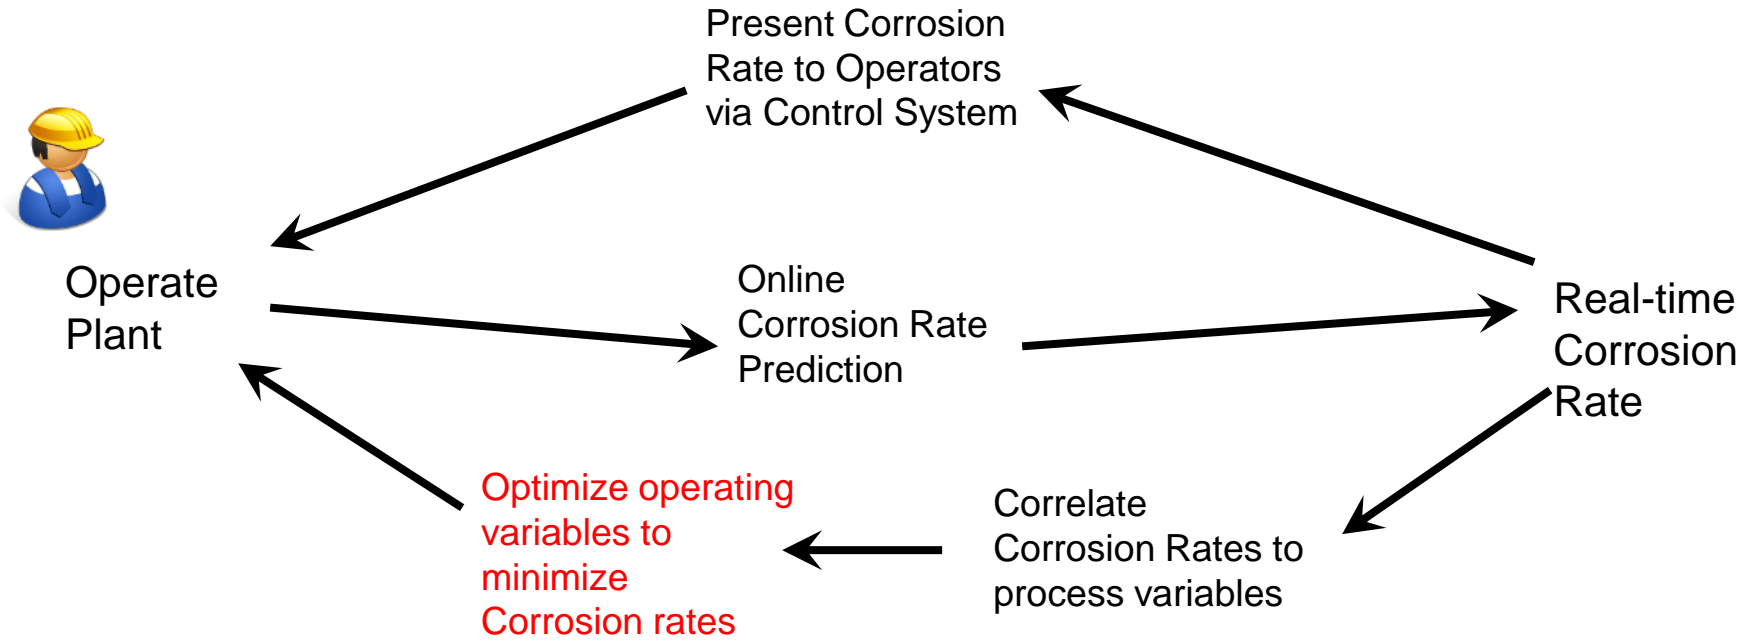 Present Corrosion
Rate to Operators
via Control System
Operate
Plant
Online
Corrosion Rate
Prediction
Real-time
Corrosion
Rate
Optimize operating
variables to
minimize
Corrosion rates
Correlate
Corrosion Rates to
process variables